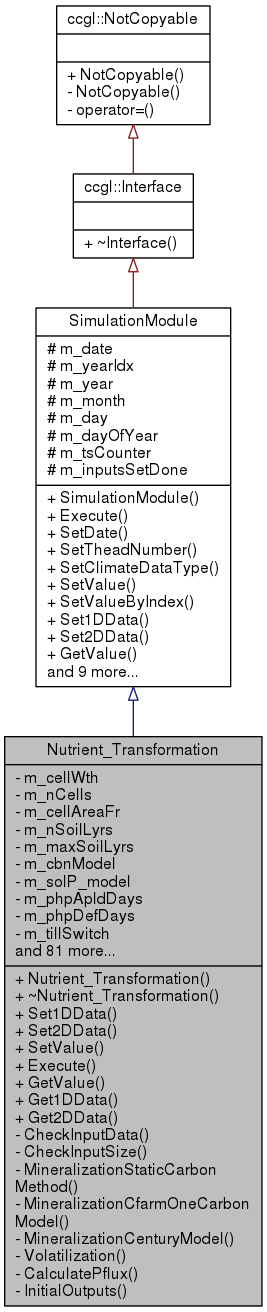 ccgl::NotCopyable
+ NotCopyable()
- NotCopyable()
- operator=()
ccgl::Interface
+ ~Interface()
SimulationModule
# m_date
# m_yearIdx
# m_year
# m_month
# m_day
# m_dayOfYear
# m_tsCounter
# m_inputsSetDone
+ SimulationModule()
+ Execute()
+ SetDate()
+ SetTheadNumber()
+ SetClimateDataType()
+ SetValue()
+ SetValueByIndex()
+ Set1DData()
+ Set2DData()
+ GetValue()
and 9 more...
Nutrient_Transformation
- m_cellWth
- m_nCells
- m_cellAreaFr
- m_nSoilLyrs
- m_maxSoilLyrs
- m_cbnModel
- m_solP_model
- m_phpApldDays
- m_phpDefDays
- m_tillSwitch
and 81 more...
+ Nutrient_Transformation()
+ ~Nutrient_Transformation()
+ Set1DData()
+ Set2DData()
+ SetValue()
+ Execute()
+ GetValue()
+ Get1DData()
+ Get2DData()
- CheckInputData()
- CheckInputSize()
- MineralizationStaticCarbon
Method()
- MineralizationCfarmOneCarbon
Model()
- MineralizationCenturyModel()
- Volatilization()
- CalculatePflux()
- InitialOutputs()